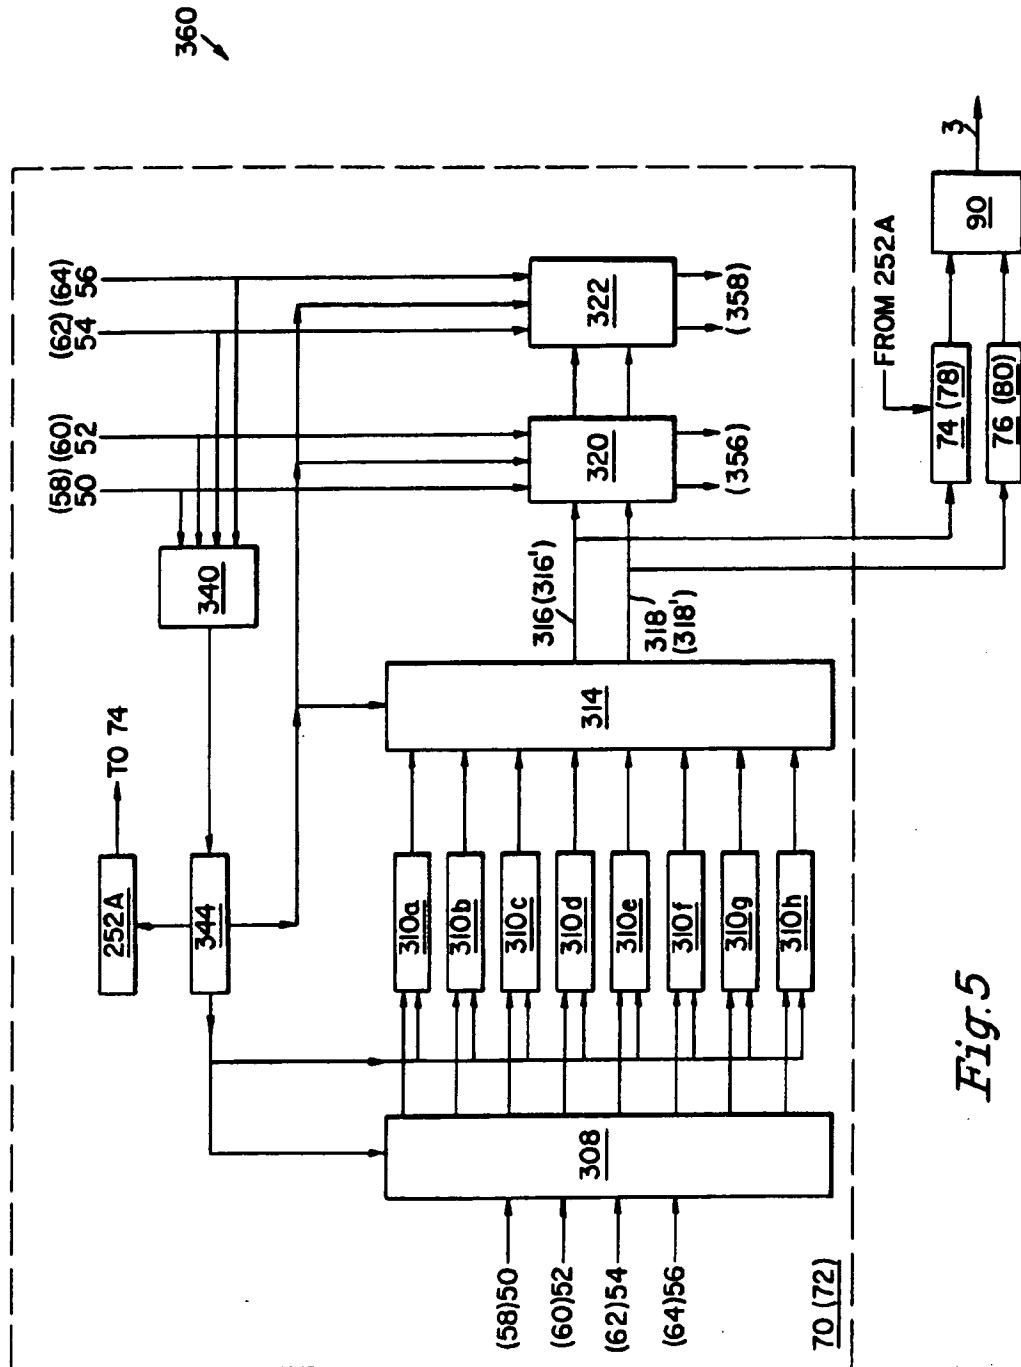 360
(58) (60)
50 52
(62) (64)
54 56
340
TO 74
252A
344
308
310a
310b
310c
310d
310e
310f
310g
310h
314
316(316')
318'
(318')
320
322
(356)
(358)
(58)50
(60)52
(62)54
(64)56
70 (72)
FROM 252A
74 (78)
76 (80)
90
3
Fig. 5